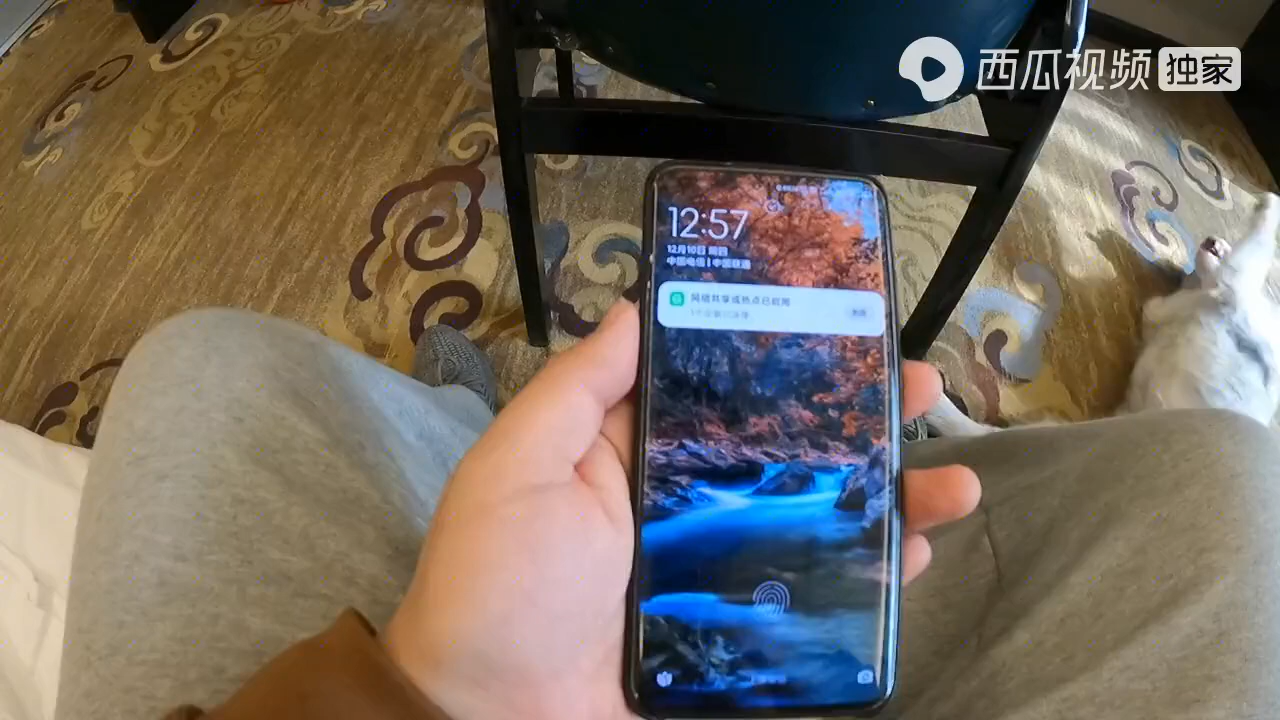 西瓜视频 独家
12:57
12月10日 周四
中国电信 | 中国联通
网络共享或热点已启用